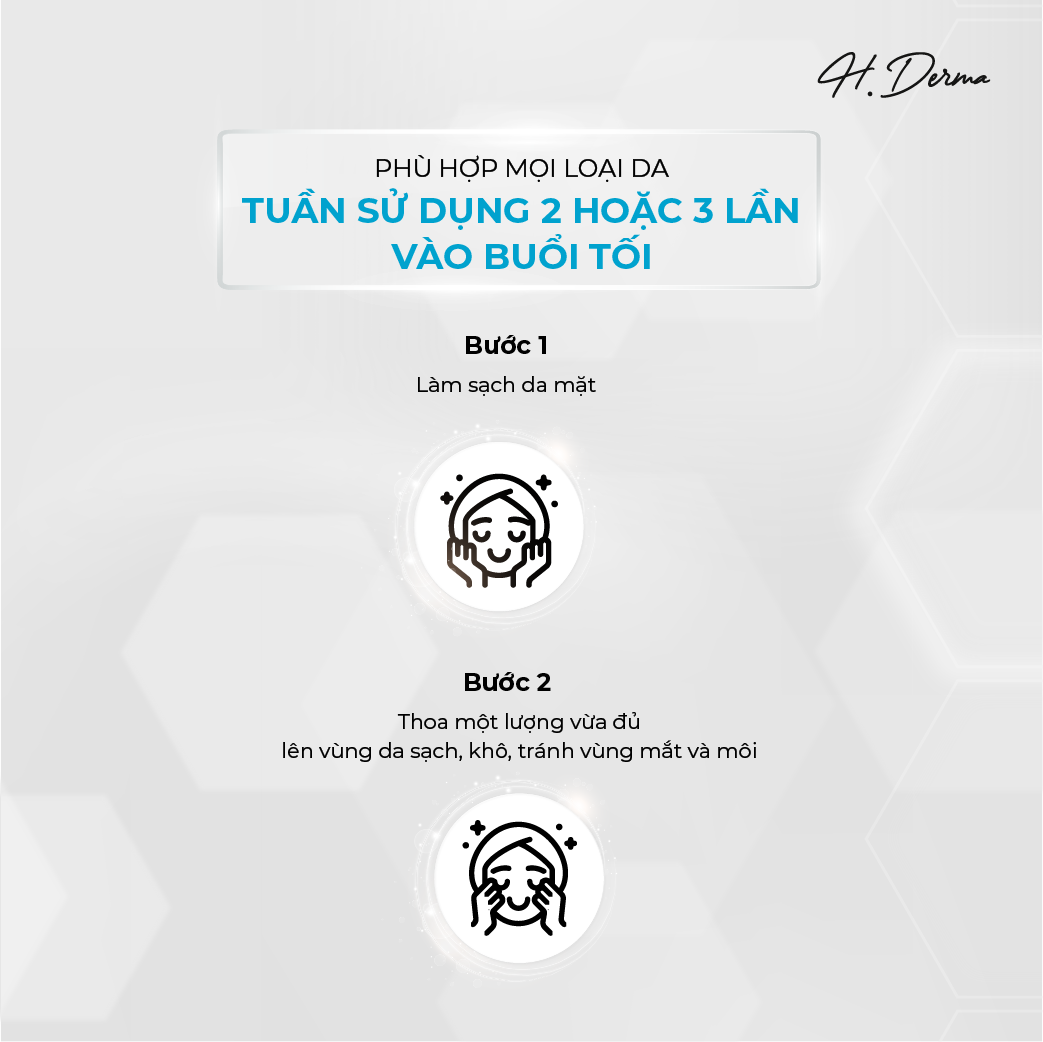 H. Derma
PHÙ HỢP MỌI LOẠI DA
TUẦN SỬ DỤNG 2 HOẶC 3 LẦN
VÀO BUỔI TỐI
Bước 1
Làm sạch da mặt
Bước 2
Thoa một lượng vừa đủ
lên vùng da sạch, khô, tránh vùng mắt và môi